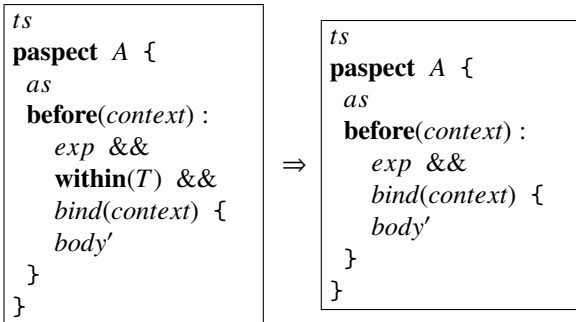 ts
paspect A {
as
before(context) :
exp &&
within(T) &&
bind(context) {
body′
}
}
⇒
ts
paspect A {
as
before(context) :
exp &&
bind(context) {
body′
}
}